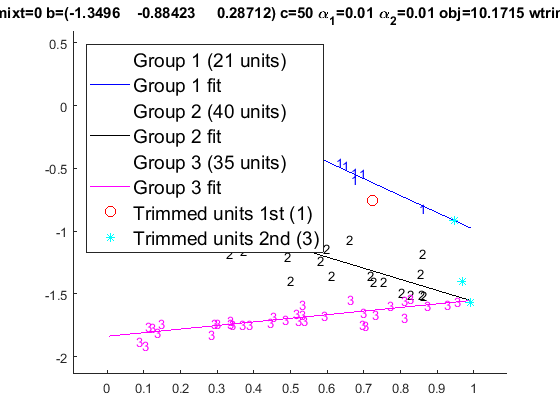 mixt=0 b=(-1.3496 -0.88423 0.28712) c=50 α₁=0.01 α₂=0.01 obj=10.1715 wtrim
0.5
0
-0.5
-1
-1.5
-2
Group 1 (21 units)
Group 1 fit
Group 2 (40 units)
Group 2 fit
Group 3 (35 units)
Group 3 fit
Trimmed units 1st (1)
Trimmed units 2nd (3)
0 0.1 0.2 0.3 0.4 0.5 0.6 0.7 0.8 0.9 1